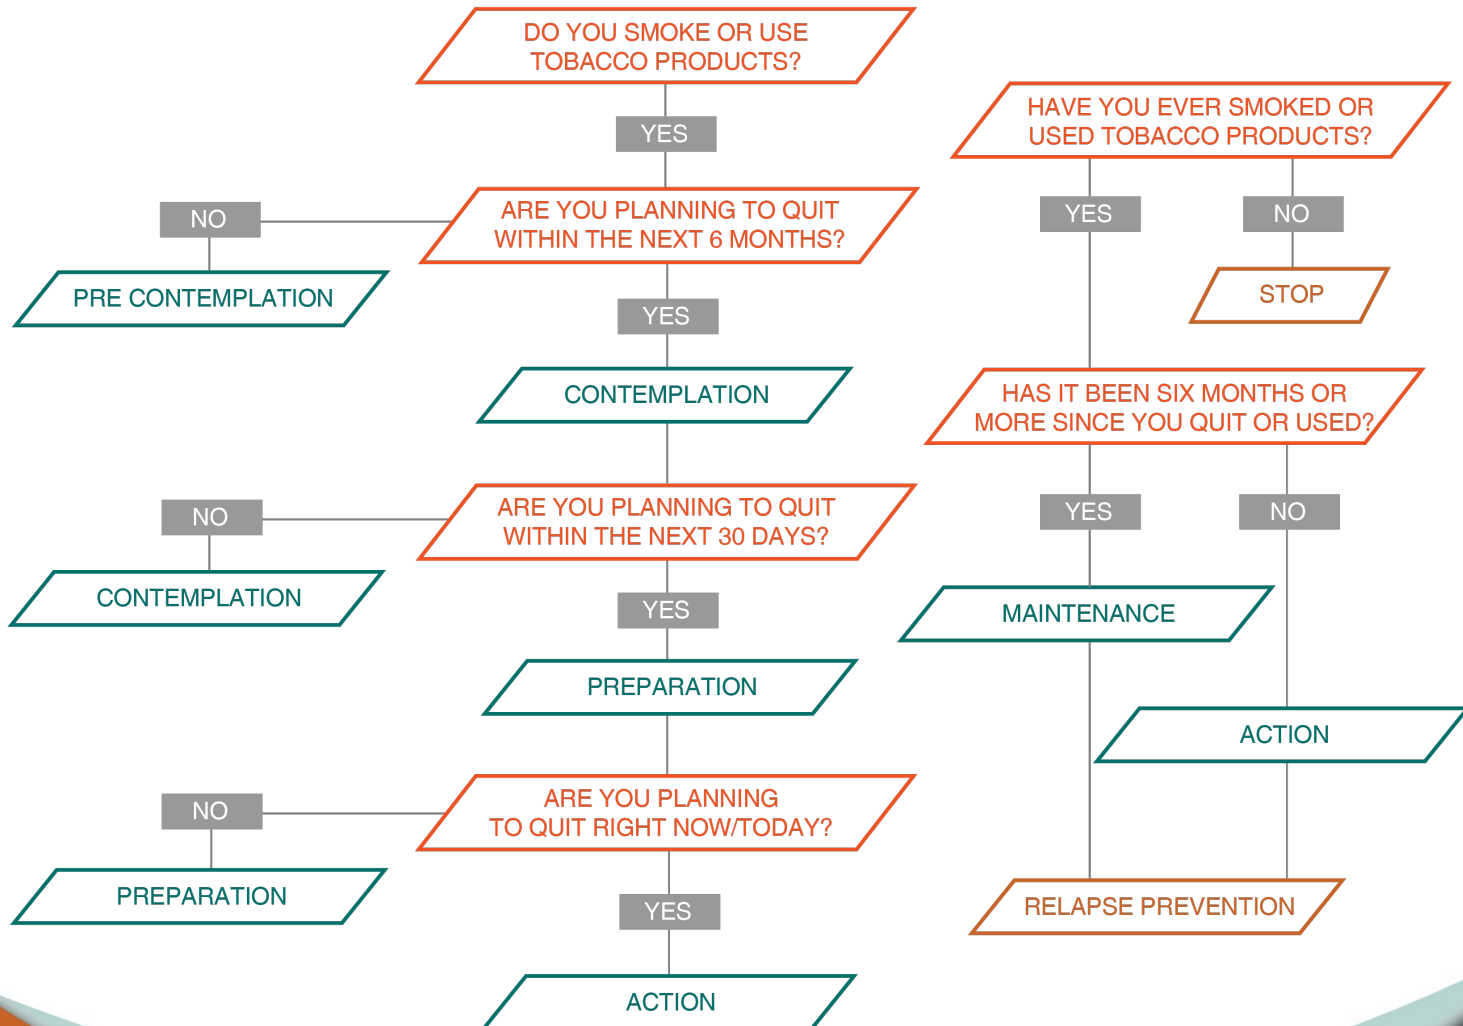 DO YOU SMOKE OR USE
TOBACCO PRODUCTS?
YES
ARE YOU PLANNING TO QUIT
WITHIN THE NEXT 6 MONTHS?
NO
PRE CONTEMPLATION
YES
CONTEMPLATION
ARE YOU PLANNING TO QUIT
WITHIN THE NEXT 30 DAYS?
NO
CONTEMPLATION
YES
PREPARATION
ARE YOU PLANNING
TO QUIT RIGHT NOW/TODAY?
NO
PREPARATION
YES
ACTION
HAVE YOU EVER SMOKED OR
USED TOBACCO PRODUCTS?
YES
NO
STOP
HAS IT BEEN SIX MONTHS OR
MORE SINCE YOU QUIT OR USED?
YES
NO
MAINTENANCE
ACTION
RELAPSE PREVENTION